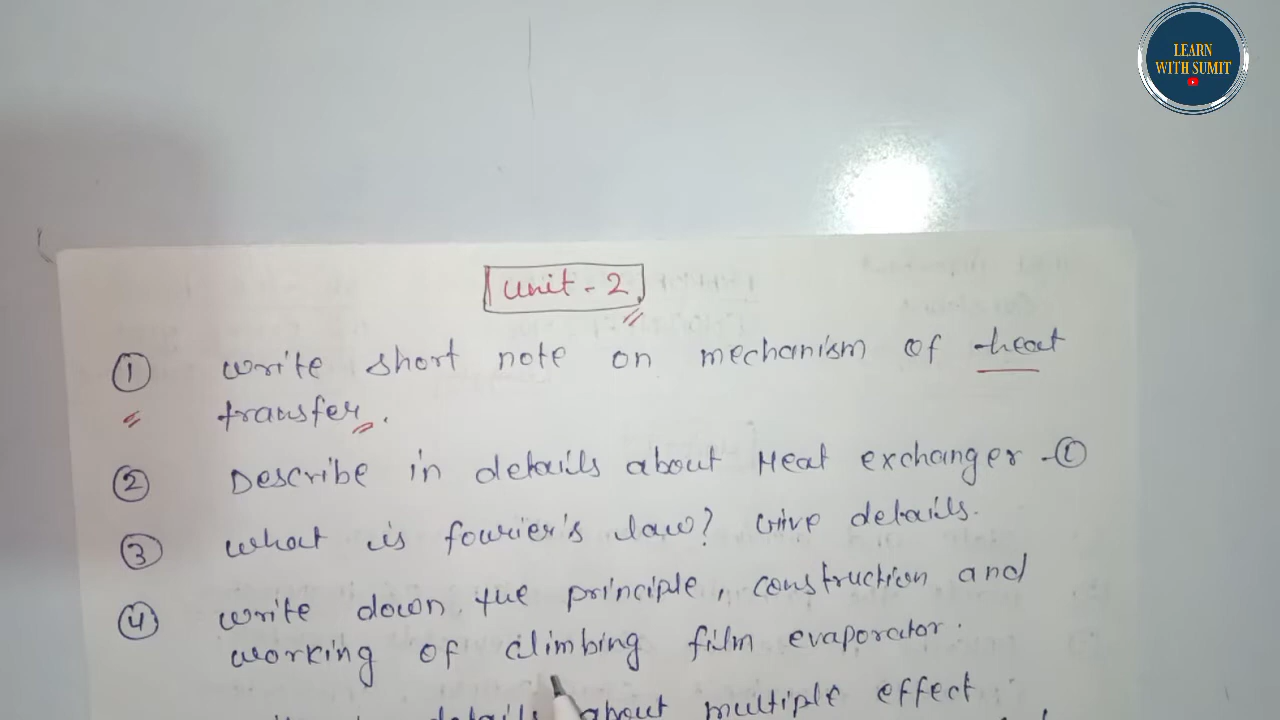 LEARN
WITH SUMIT
Unit - 2
① write short note on mechanism of heat
transfer.
② Describe in details about Heat exchanger - ①
③ what is fourier's law? Give details.
④ write down the principle, construction and
working of climbing film evaporator.
details about multiple effect